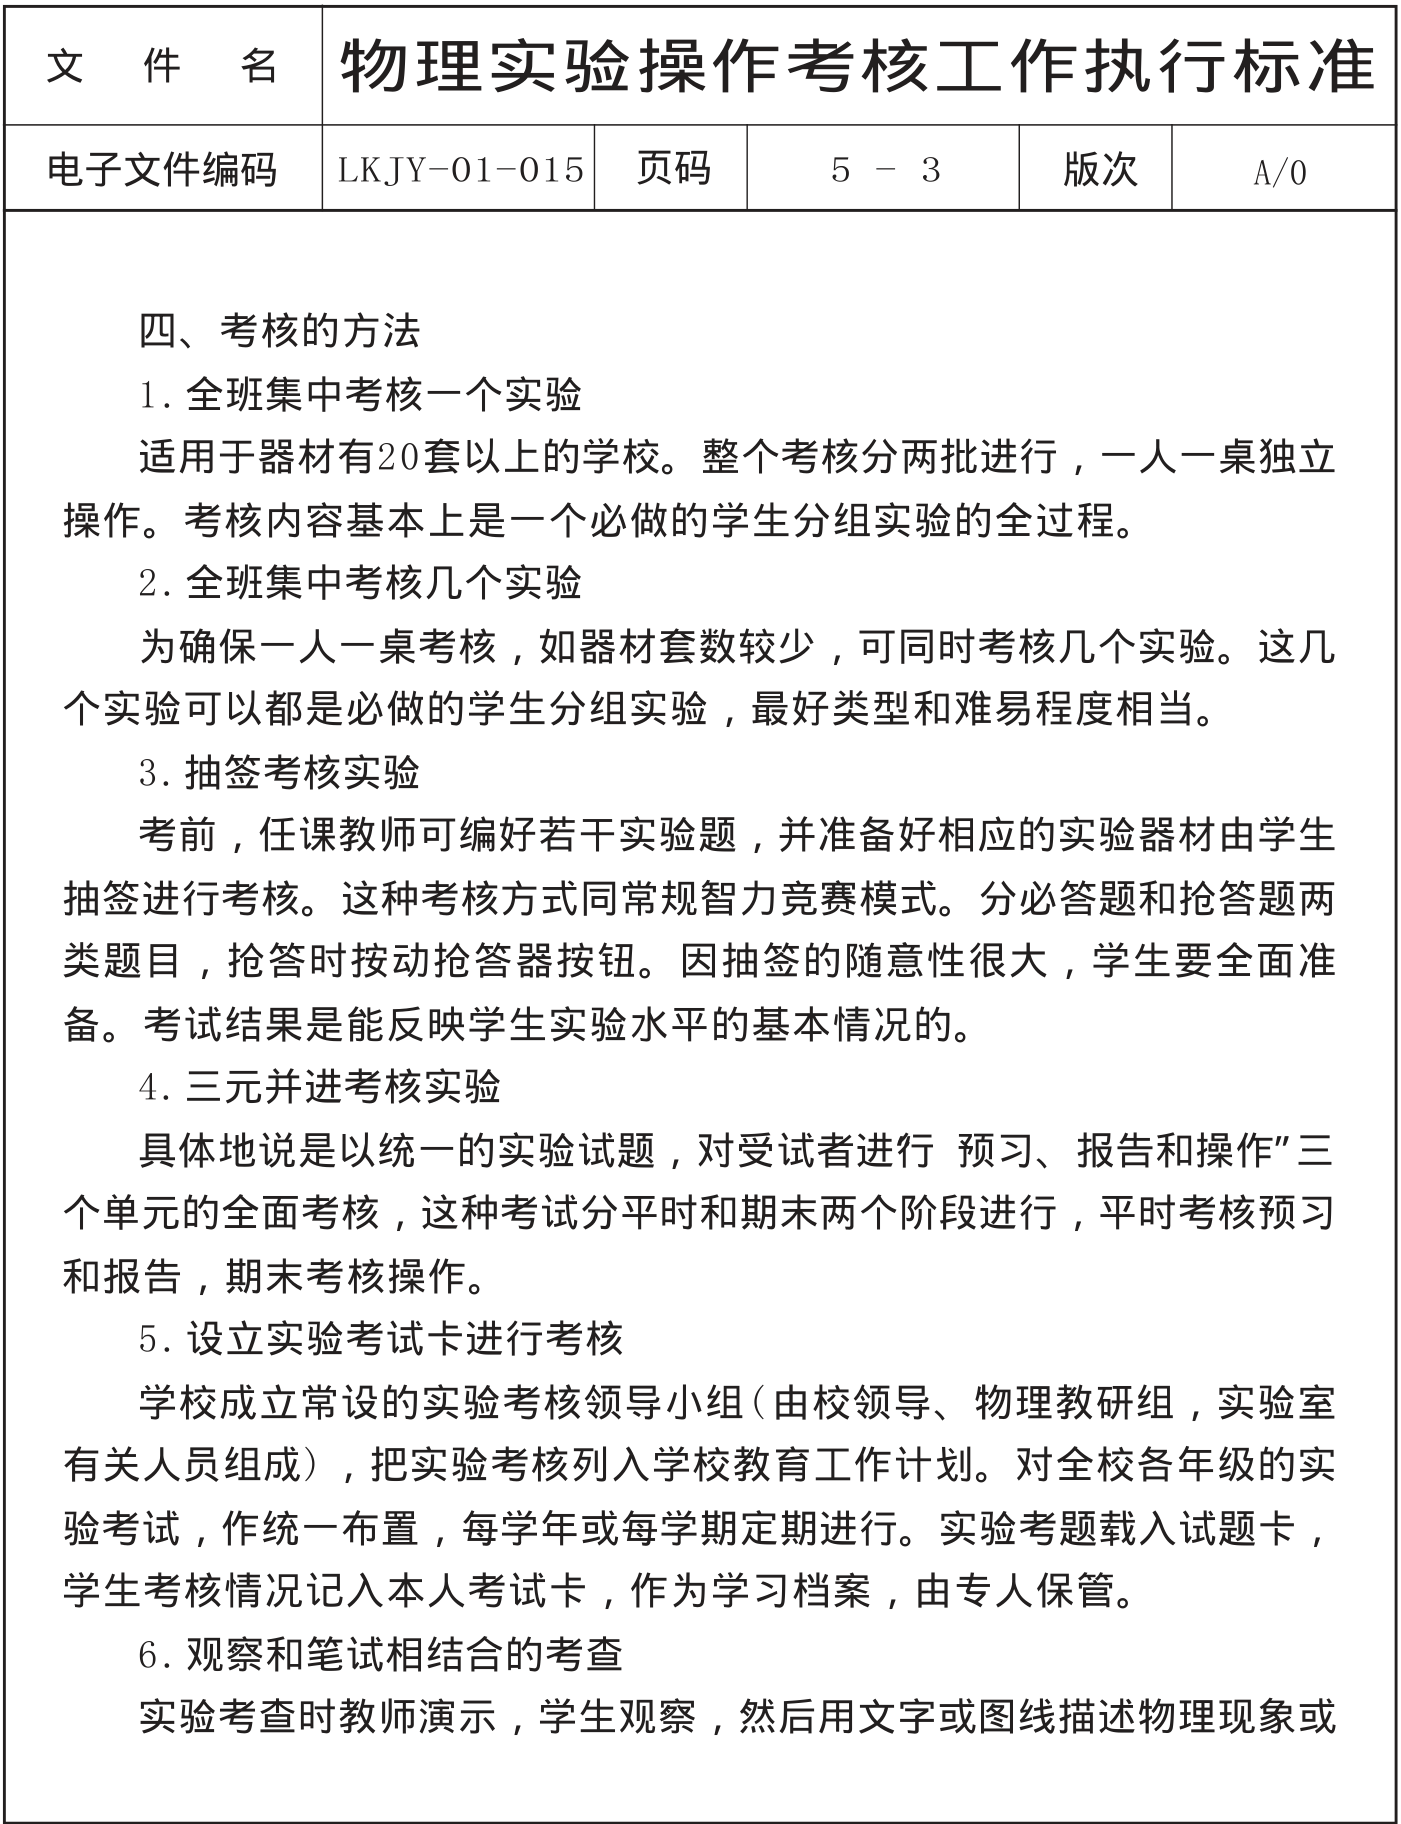 文 件 名 物理实验操作考核工作执行标准
电子文件编码 LKJY-01-015 页码 5 - 3 版次 A/0
四、考核的方法
1. 全班集中考核一个实验
适用于器材有20套以上的学校。整个考核分两批进行，一人一桌独立
操作。考核内容基本上是一个必做的学生分组实验的全过程。
2. 全班集中考核几个实验
为确保一人一桌考核，如器材套数较少，可同时考核几个实验。这几
个实验可以都是必做的学生分组实验，最好类型和难易程度相当。
3. 抽签考核实验
考前，任课教师可编好若干实验题，并准备好相应的实验器材由学生
抽签进行考核。这种考核方式同常规智力竞赛模式。分必答题和抢答题两
类题目，抢答时按动抢答器按钮。因抽签的随意性很大，学生要全面准
备。考试结果是能反映学生实验水平的基本情况的。
4. 三元并进考核实验
具体地说是以统一的实验试题，对受试者进行“预习、报告和操作”三
个单元的全面考核，这种考试分平时和期末两个阶段进行，平时考核预习
和报告，期末考核操作。
5. 设立实验考试卡进行考核
学校成立常设的实验考核领导小组(由校领导、物理教研组，实验室
有关人员组成)，把实验考核列入学校教育工作计划。对全校各年级的实
验考试，作统一布置，每学年或每学期定期进行。实验考题载入试题卡，
学生考核情况记入本人考试卡，作为学习档案，由专人保管。
6. 观察和笔试相结合的考查
实验考查时教师演示，学生观察，然后用文字或图线描述物理现象或